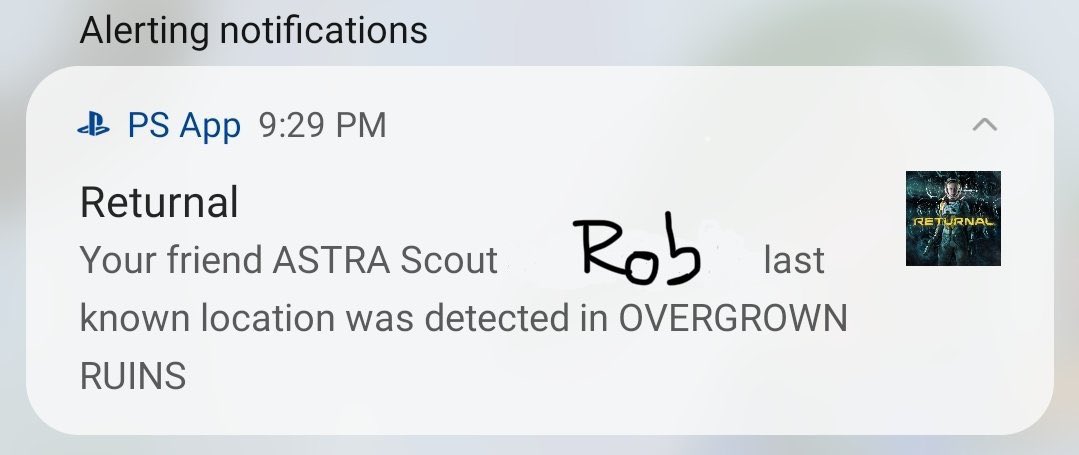 Alerting notifications
PS App 9:29 PM
Returnal
Your friend ASTRA Scout Rob last
known location was detected in OVERGROWN
RUINS
RETURNAL